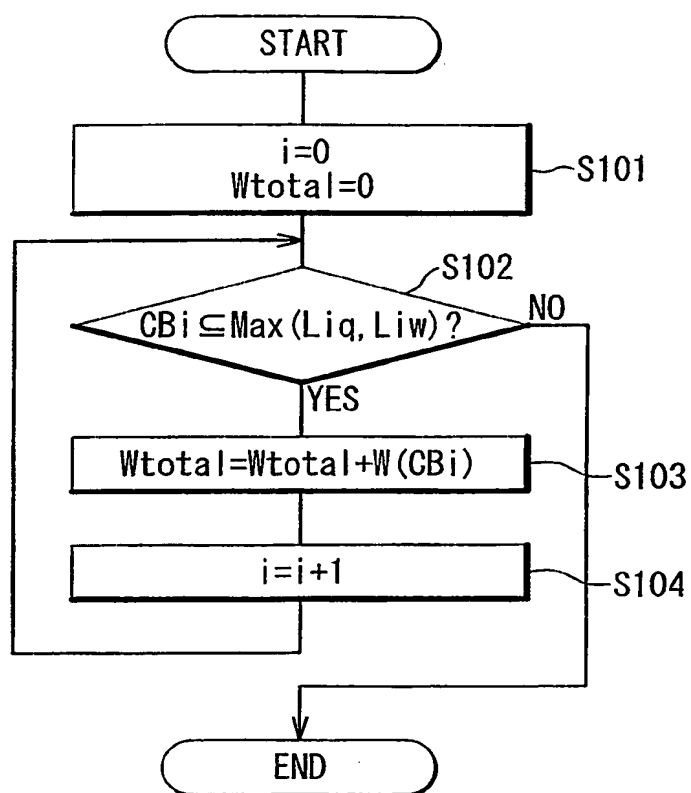 START
i=0
Wtotal=0
S101
S102
CBi⊆Max(Liq,Liw)?
NO
YES
Wtotal=Wtotal+W(CBi)
S103
i=i+1
S104
END